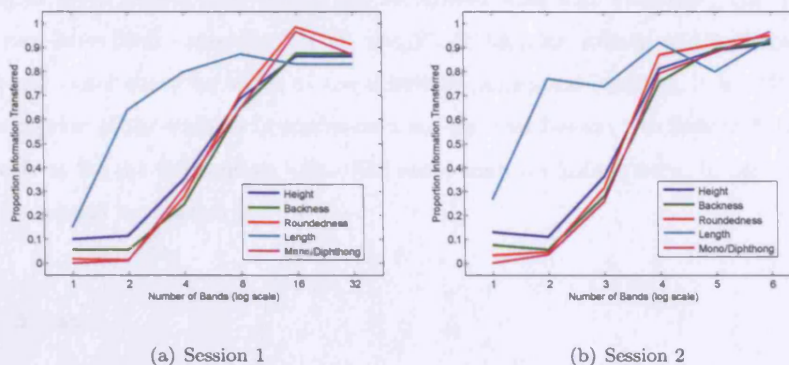 Proportion Information Transferred
1
0.9
0.8
0.7
0.6
0.5
0.4
0.3
0.2
0.1
0
Height
Backness
Roundedness
Length
Mono/Diphthong
1 2 4 8 16 32
Number of Bands (log scale)
(a) Session 1
Proportion Information Transferred
1
0.9
0.8
0.7
0.6
0.5
0.4
0.3
0.2
0.1
0
Height
Backness
Roundedness
Length
Mono/Diphthong
1 2 3 4 5 6
Number of Bands (log scale)
(b) Session 2